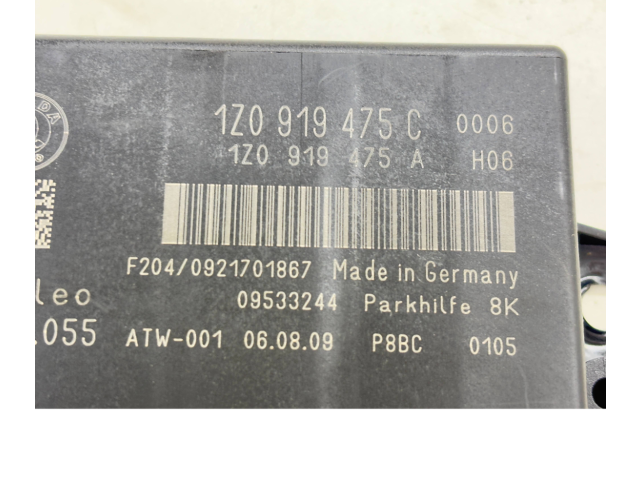 1Z0 919 475 C 0006
1Z0 919 475 A H06
F204/0921701867 Made in Germany
leo 09533244 Parkhilfe 8K
.055 ATW-001 06.08.09 P8BC 0105